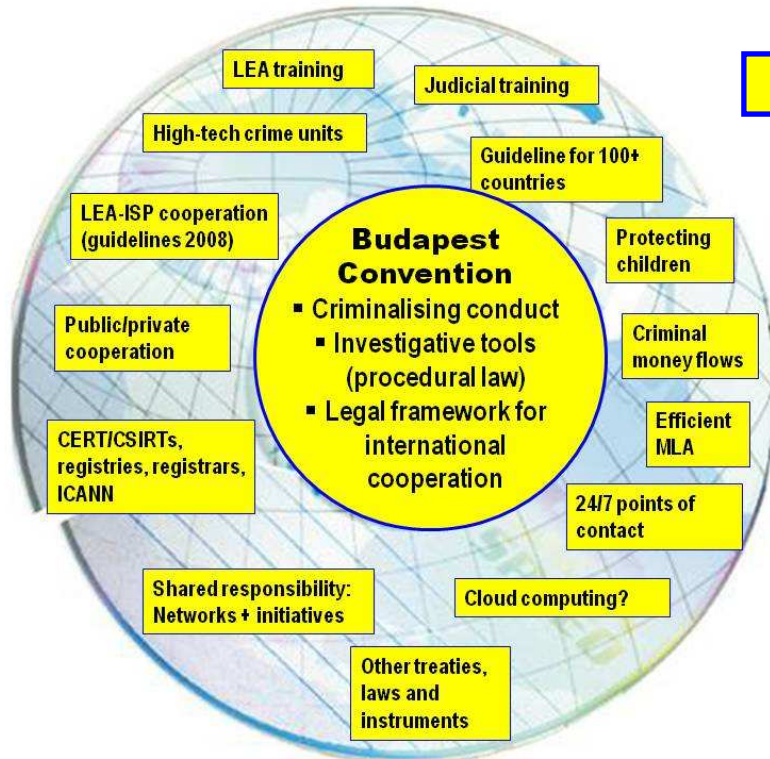 LEA training
Judicial training
High-tech crime units
Guideline for 100+
countries
LEA-ISP cooperation
(guidelines 2008)
Protecting
children
Budapest
Convention
▪ Criminalising conduct
▪ Investigative tools
(procedural law)
▪ Legal framework for
international
cooperation
Public/private
cooperation
Criminal
money flows
Efficient
MLA
CERT/CSIRTs,
registries, registrars,
ICANN
24/7 points of
contact
Shared responsibility:
Networks + initiatives
Cloud computing?
Other treaties,
laws and
instruments